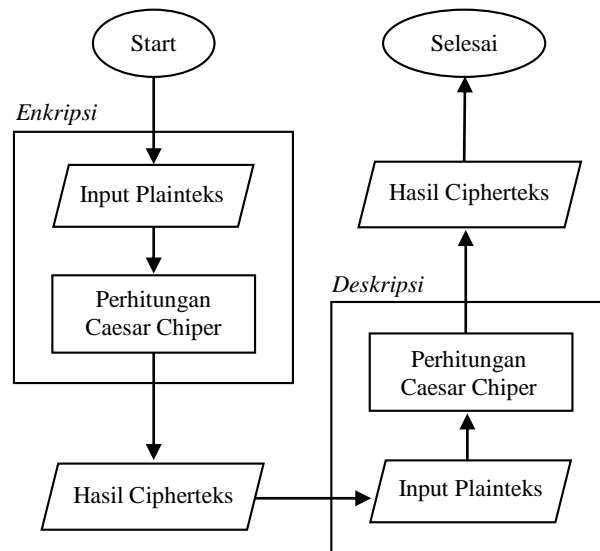 Start
Enkripsi
Input Plainteks
Perhitungan
Caesar Chiper
Hasil Cipherteks
Deskripsi
Input Plainteks
Perhitungan
Caesar Chiper
Hasil Cipherteks
Selesai